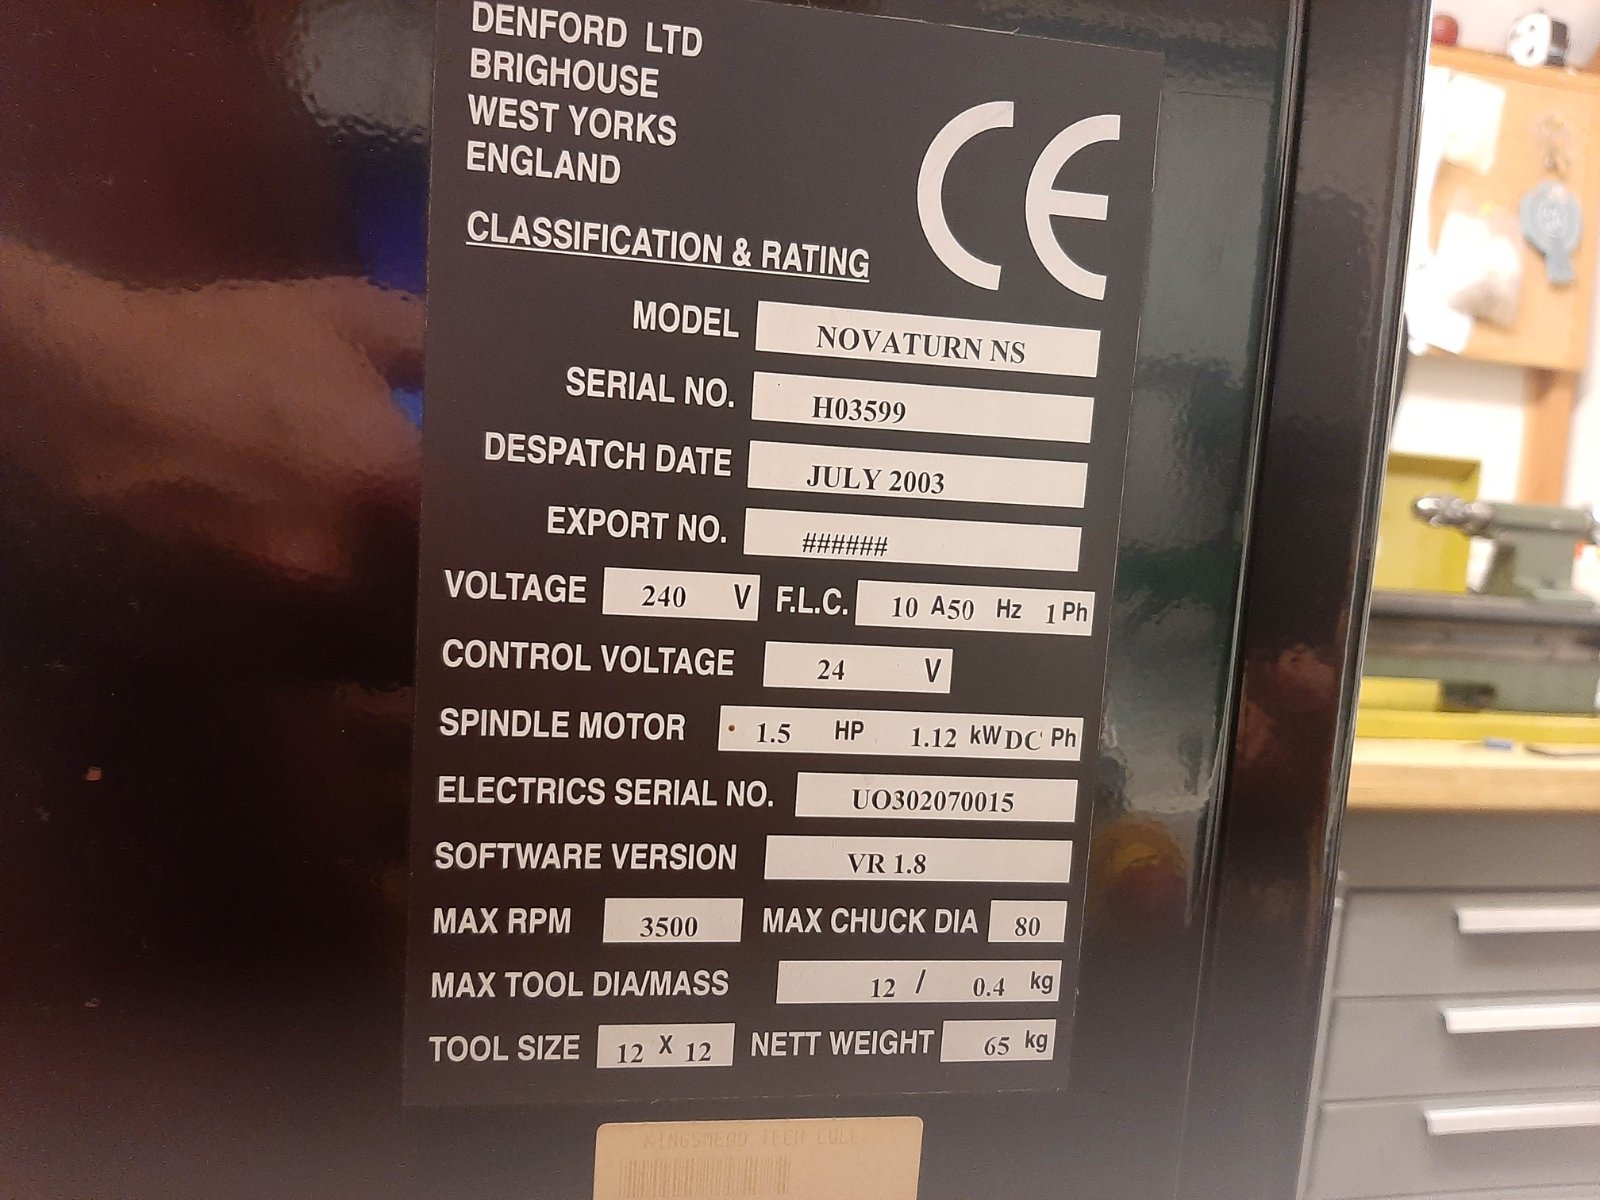 DENFORD LTD
BRIGHOUSE
WEST YORKS
ENGLAND
CE
CLASSIFICATION & RATING
MODEL NOVATURN NS
SERIAL NO. H03599
DESPATCH DATE JULY 2003
EXPORT NO. ######
VOLTAGE 240 V F.L.C. 10 A50 Hz 1 Ph
CONTROL VOLTAGE 24 V
SPINDLE MOTOR 1.5 HP 1.12 kW DC Ph
ELECTRICS SERIAL NO. UO302070015
SOFTWARE VERSION VR 1.8
MAX RPM 3500 MAX CHUCK DIA 80
MAX TOOL DIA/MASS 12 / 0.4 kg
TOOL SIZE 12 X 12 NETT WEIGHT 65 kg
KINGSMEAD TECH COLL